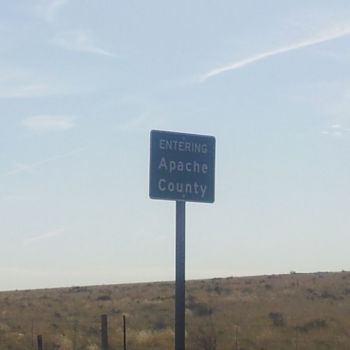 ENTERING
Apache
County